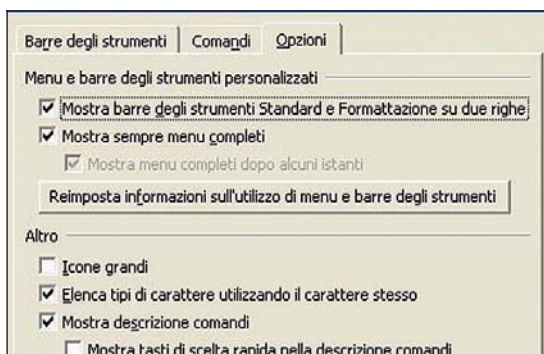 Barre degli strumenti Comandi Opzioni
Menu e barre degli strumenti personalizzati
Mostra barre degli strumenti Standard e Formattazione su due righe
Mostra sempre menu completi
Mostra menu completi dopo alcuni istanti
Reimposta informazioni sull'utilizzo di menu e barre degli strumenti
Altro
Icone grandi
Elenca tipi di carattere utilizzando il carattere stesso
Mostra descrizione comandi
Mostra tasti di scelta rapida nella descrizione comandi